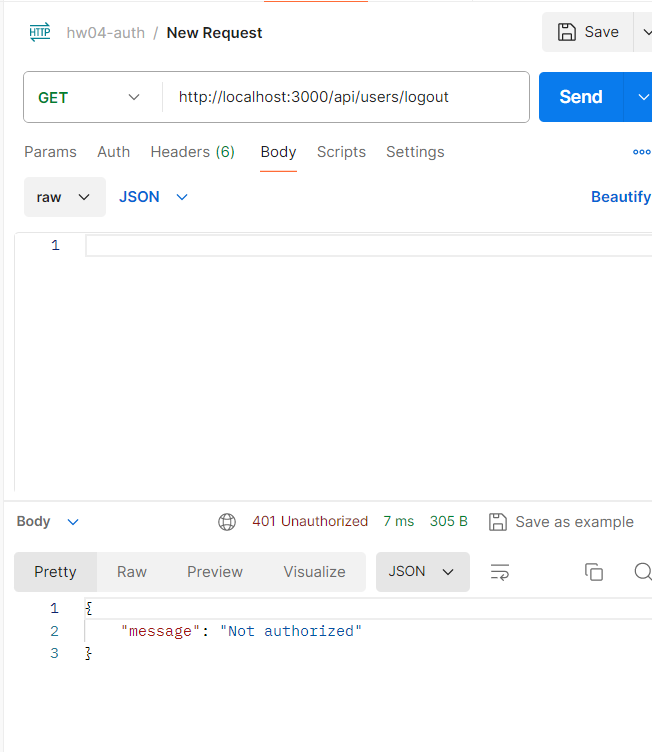 HTTP hw04-auth / New Request Save
GET http://localhost:3000/api/users/logout Send
Params Auth Headers (6) Body Scripts Settings
raw JSON Beautify
1
Body 401 Unauthorized 7 ms 305 B Save as example
Pretty Raw Preview Visualize JSON
1 {
2 "message": "Not authorized"
3 }